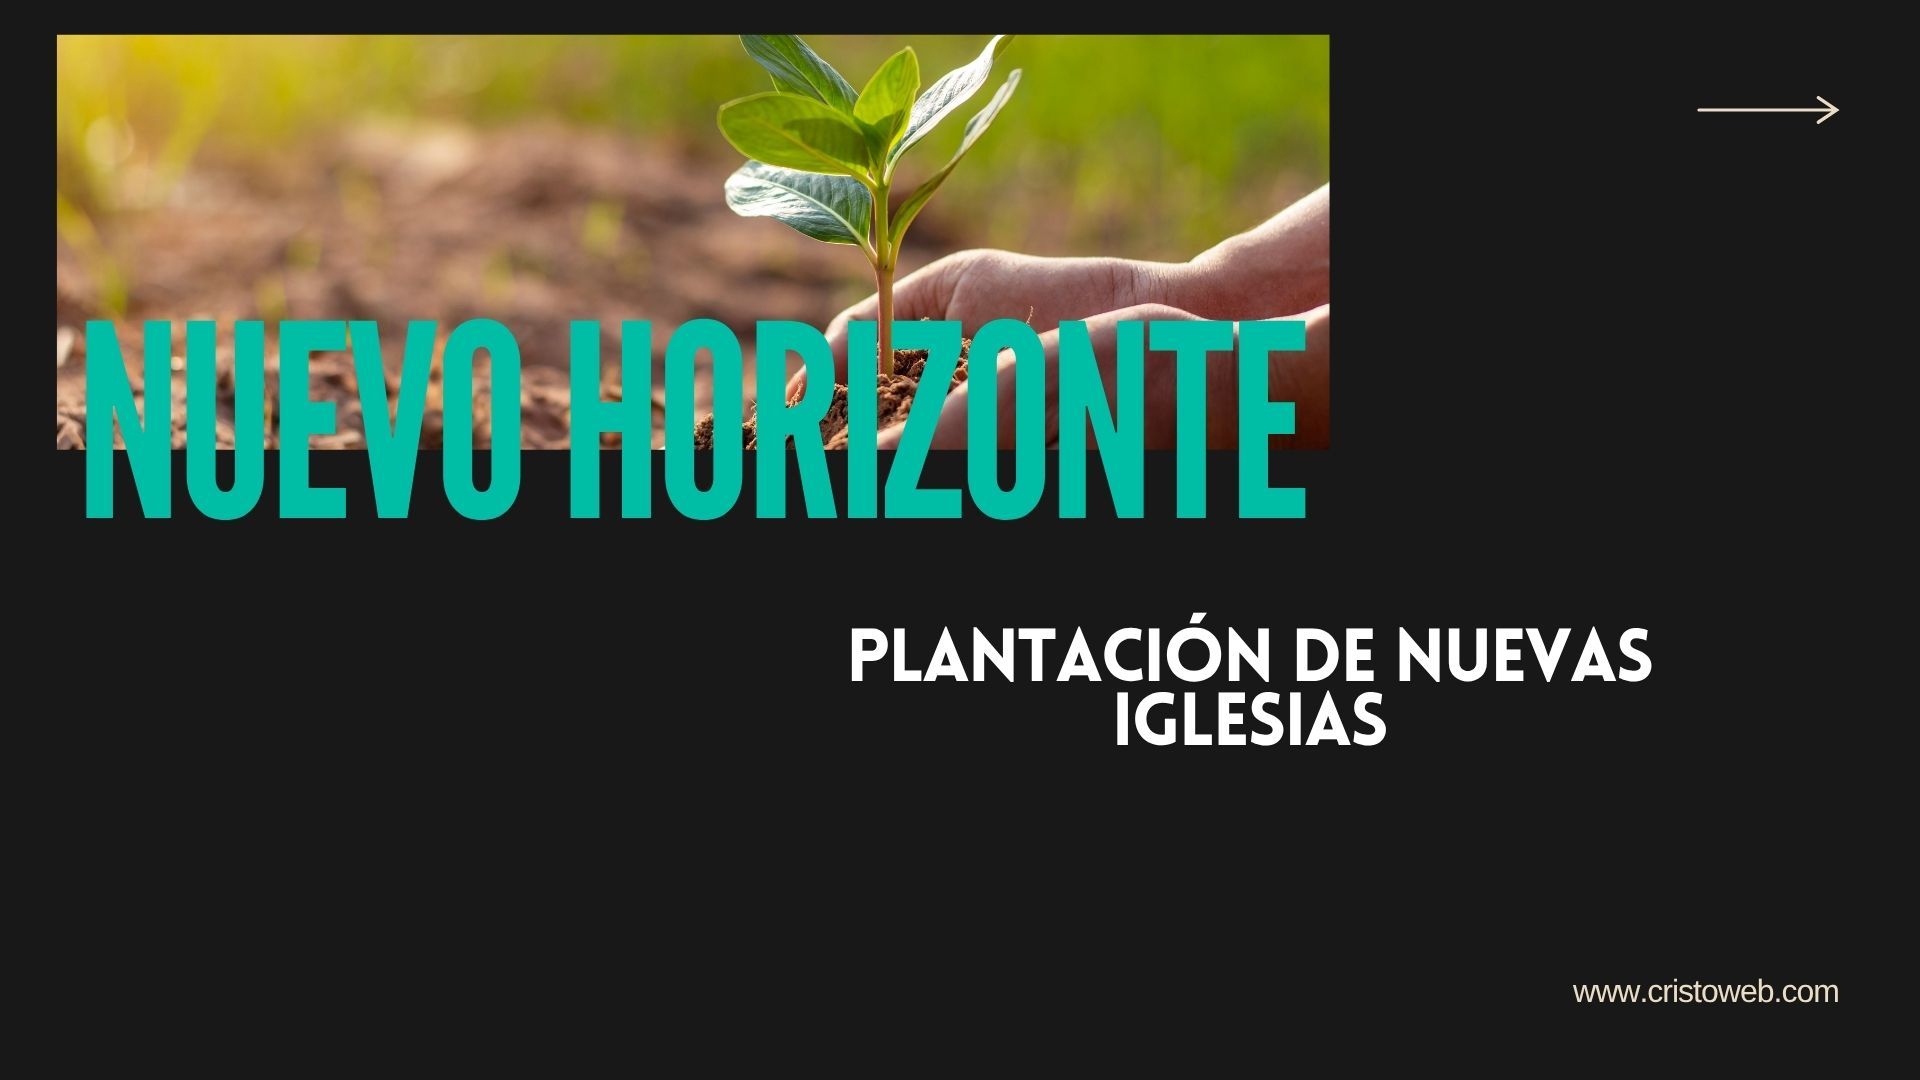 NUEVO HORIZONTE
PLANTACIÓN DE NUEVAS
IGLESIAS
www.cristoweb.com